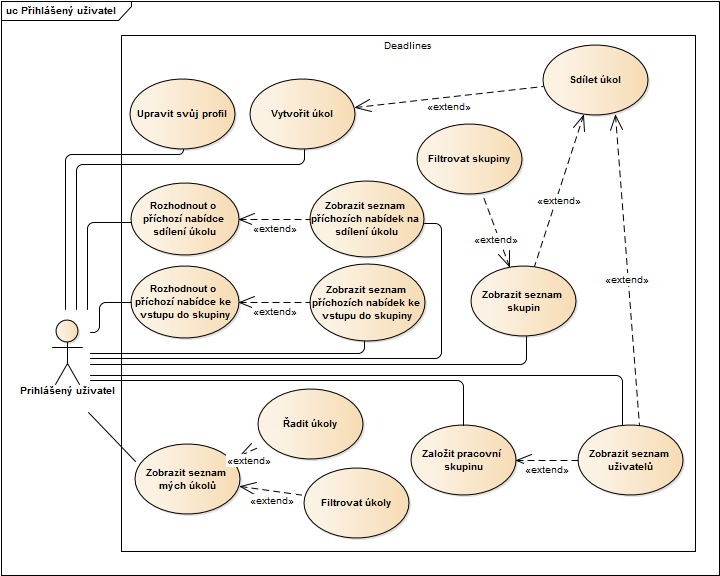 uc Přihlášený uživatel
Deadlines
Upravit svůj profil
Vytvořit úkol
Sdílet úkol
«extend»
Filtrovat skupiny
«extend»
Rozhodnout o
příchozí nabídce
sdílení úkolu
«extend»
Zobrazit seznam
příchozích nabídek na
sdílení úkolu
«extend»
Rozhodnout o
příchozí nabídce ke
vstupu do skupiny
«extend»
Zobrazit seznam
příchozích nabídek ke
vstupu do skupiny
Zobrazit seznam
skupin
«extend»
Prihlášený uživatel
Řadit úkoly
«extend»
Zobrazit seznam
mých úkolů
«extend»
Filtrovat úkoly
Založit pracovní
skupinu
«extend»
Zobrazit seznam
uživatelů